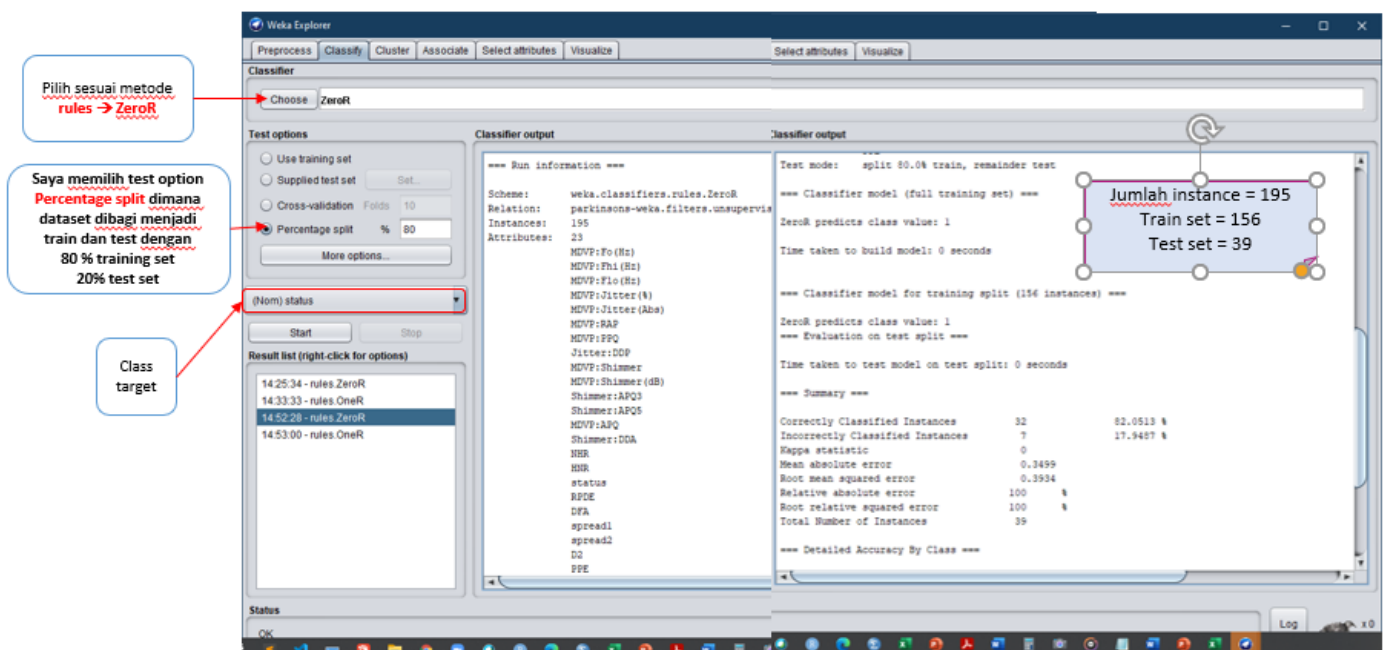 Weka Explorer
Preprocess Classify Cluster Associate Select attributes Visualize
Select attributes Visualize
Classifier
Choose ZeroR
Pilih sesuai metode
rules → ZeroR
Test options
Use training set
Supplied test set Set...
Cross-validation Folds 10
Percentage split % 80
More options...
Saya memilih test option
Percentage split dimana
dataset dibagi menjadi
train dan test dengan
80 % training set
20% test set
(Nom) status
Start Stop
Class
target
Result list (right-click for options)
14:25:34 - rules.ZeroR
14:33:33 - rules.OneR
14:52:28 - rules.ZeroR
14:53:00 - rules.OneR
Classifier output
=== Run information ===
Scheme: weka.classifiers.rules.ZeroR
Relation: parkinsons-weka.filters.unsupervis
Instances: 195
Attributes: 23
MDVP:Fo(Hz)
MDVP:Fhi(Hz)
MDVP:Flo(Hz)
MDVP:Jitter(%)
MDVP:Jitter(Abs)
MDVP:RAP
MDVP:PPQ
Jitter:DDP
MDVP:Shimmer
MDVP:Shimmer(dB)
Shimmer:APQ3
Shimmer:APQ5
MDVP:APQ
Shimmer:DDA
NHR
HNR
status
RPDE
DFA
spread1
spread2
D2
PPE
Classifier output
Test mode: split 80.0% train, remainder test
=== Classifier model (full training set) ===
ZeroR predicts class value: 1
Time taken to build model: 0 seconds
=== Classifier model for training split (156 instances) ===
ZeroR predicts class value: 1
=== Evaluation on test split ===
Time taken to test model on test split: 0 seconds
=== Summary ===
Correctly Classified Instances 32 82.0513 %
Incorrectly Classified Instances 7 17.9487 %
Kappa statistic 0
Mean absolute error 0.3499
Root mean squared error 0.3934
Relative absolute error 100 %
Root relative squared error 100 %
Total Number of Instances 39
=== Detailed Accuracy By Class ===
Jumlah instance = 195
Train set = 156
Test set = 39
Status
OK
Log x 0